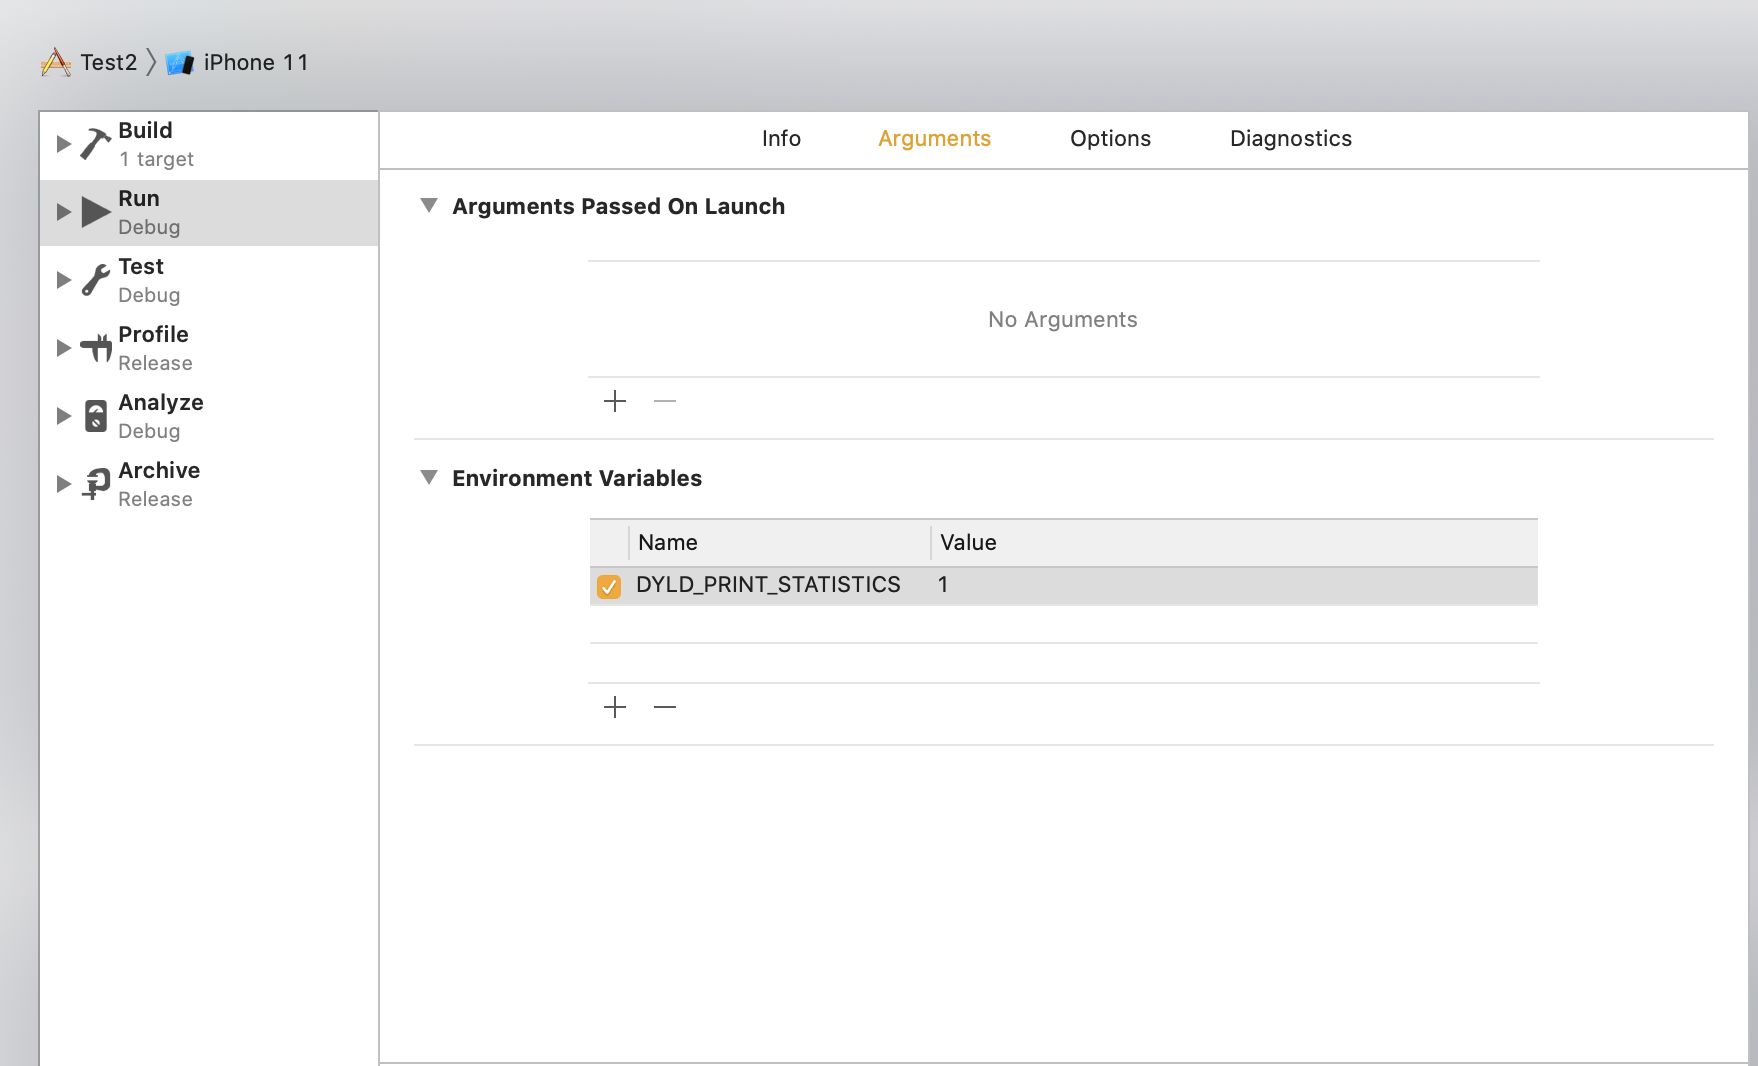 Test2 iPhone 11
Build
1 target
Run
Debug
Test
Debug
Profile
Release
Analyze
Debug
Archive
Release
Info Arguments Options Diagnostics
Arguments Passed On Launch
No Arguments
Environment Variables
Name Value
DYLD_PRINT_STATISTICS 1